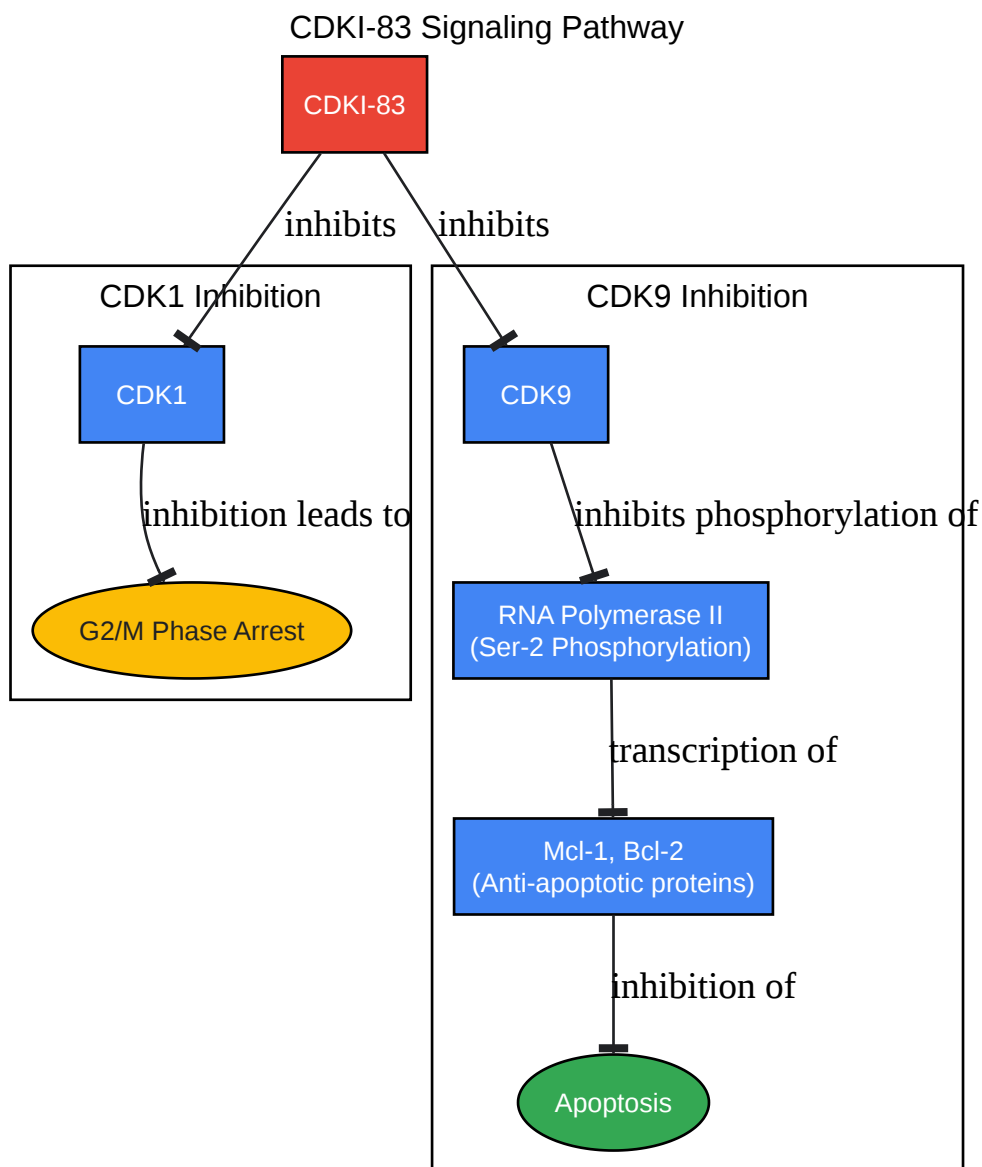 CDKI-83 Signaling Pathway
CDKI-83
inhibits
inhibits
CDK1 Inhibition
CDK9 Inhibition
CDK1
CDK9
inhibition leads to
inhibits phosphorylation of
G2/M Phase Arrest
RNA Polymerase II
(Ser-2 Phosphorylation)
transcription of
Mcl-1, Bcl-2
(Anti-apoptotic proteins)
inhibition of
Apoptosis